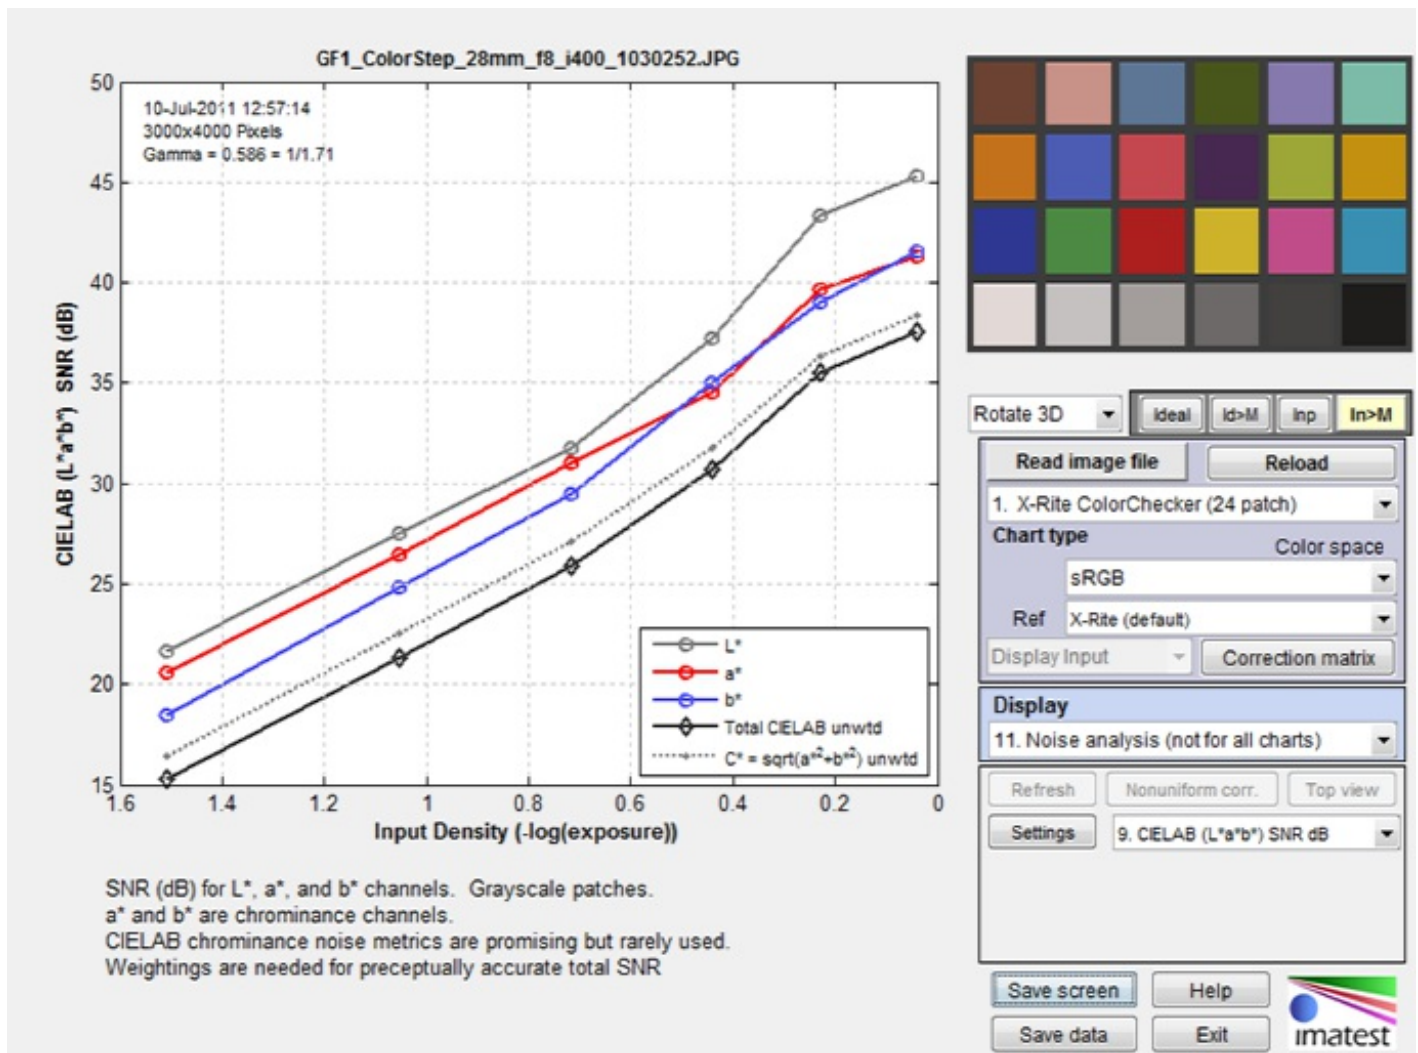 GF1_ColorStep_28mm_f8_i400_1030252.JPG
10-Jul-2011 12:57:14
3000x4000 Pixels
Gamma = 0.586 = 1/1.71
50
45
40
35
30
25
20
15
CIELAB (L*a*b*) SNR (dB)
L*
a*
b*
Total CIELAB unwtd
C* = sqrt(a*²+b*²) unwtd
1.6 1.4 1.2 1 0.8 0.6 0.4 0.2 0
Input Density (-log(exposure))
SNR (dB) for L*, a*, and b* channels. Grayscale patches.
a* and b* are chrominance channels.
CIELAB chrominance noise metrics are promising but rarely used.
Weightings are needed for preceptually accurate total SNR
Rotate 3D Ideal Id>M Inp In>M
Read image file Reload
1. X-Rite ColorChecker (24 patch)
Chart type
Color space
sRGB
Ref X-Rite (default)
Display Input Correction matrix
Display
11. Noise analysis (not for all charts)
Refresh Nonuniform corr. Top view
Settings 9. CIELAB (L*a*b*) SNR dB
Save screen Help
Save data Exit
imatest